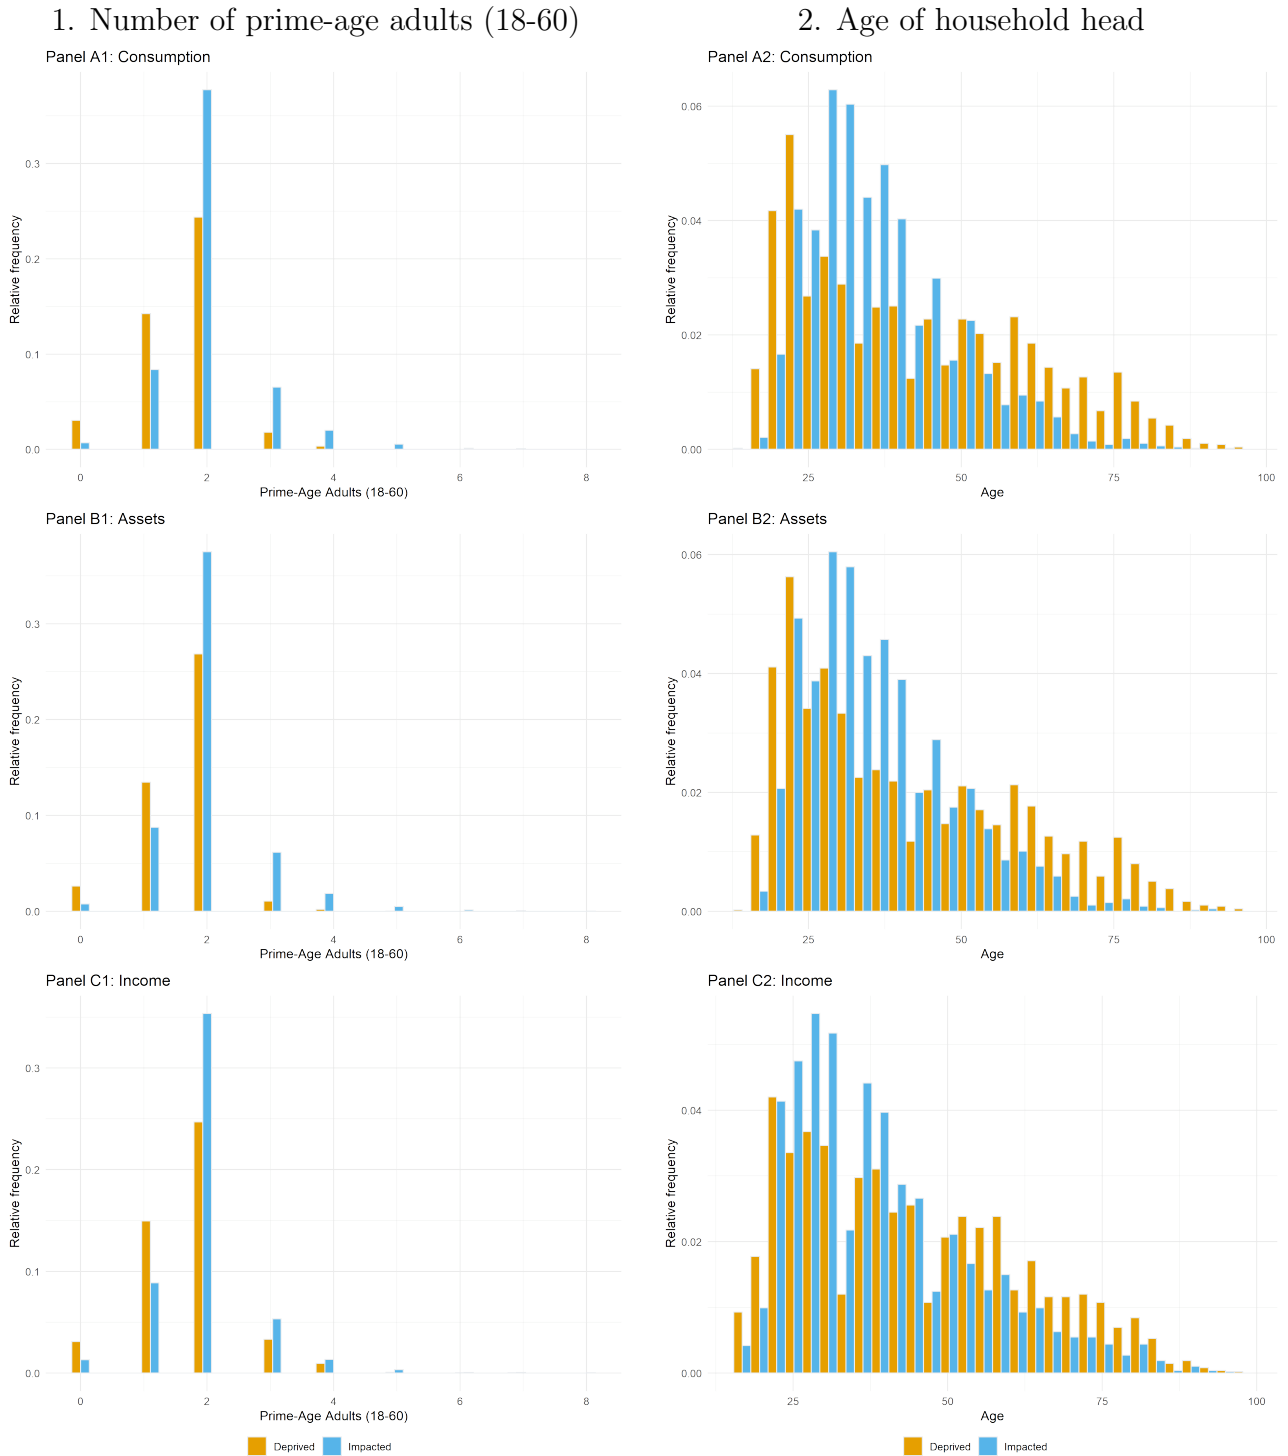 1. Number of prime-age adults (18-60)
2. Age of household head
Panel A1: Consumption
Relative frequency
0.3
0.2
0.1
0.0
0 2 4 6 8
Prime-Age Adults (18-60)
Panel A2: Consumption
Relative frequency
0.06
0.04
0.02
0.00
25 50 75 100
Age
Panel B1: Assets
Relative frequency
0.3
0.2
0.1
0.0
0 2 4 6 8
Prime-Age Adults (18-60)
Panel B2: Assets
Relative frequency
0.06
0.04
0.02
0.00
25 50 75 100
Age
Panel C1: Income
Relative frequency
0.3
0.2
0.1
0.0
0 2 4 6 8
Prime-Age Adults (18-60)
Deprived Impacted
Panel C2: Income
Relative frequency
0.04
0.02
0.00
25 50 75 100
Age
Deprived Impacted